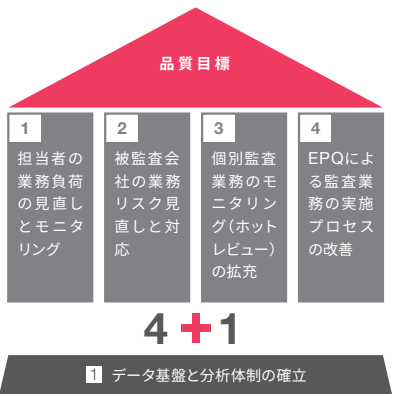 品質目標
1
担当者の
業務負荷
の見直し
とモニタ
リング
2
被監査会
社の業務
リスク見
直しと対
応
3
個別監査
業務のモ
ニタリン
グ（ホット
レビュー）
の拡充
4
EPQによ
る監査業
務の実施
プロセス
の改善
4+1
1 データ基盤と分析体制の確立